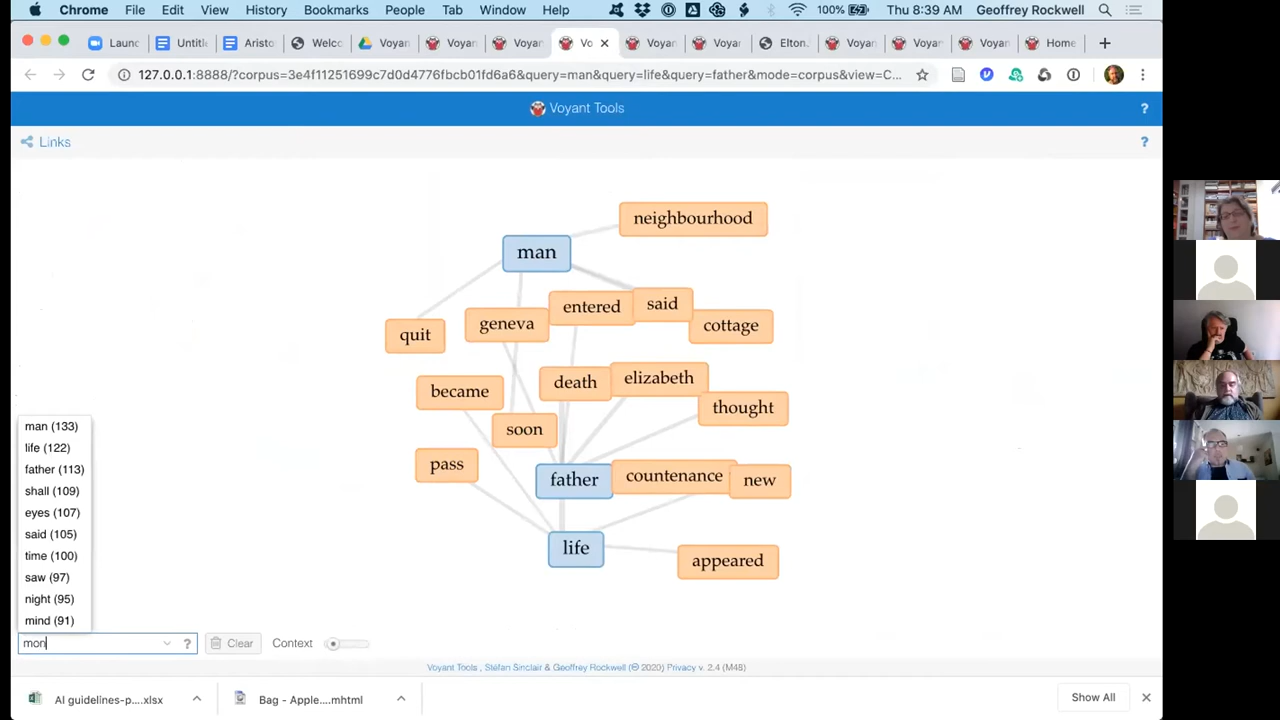 Chrome File Edit View History Bookmarks People Tab Window Help 100% Thu 8:39 AM Geoffrey Rockwell
Launc Untitl Aristo Welco Voyan Voyan Voyan Vo Voyan Voyan Elton. Voyan Voyan Voyan Home
127.0.0.1:8888/?corpus=3e4f11251699c7d0d4776fbcb01fd6a6&query=man&query=life&query=father&mode=corpus&view=C...
Voyant Tools ?
Links ?
neighbourhood
man
entered said
geneva cottage
quit
death elizabeth
became thought
soon
pass father countenance new
life
appeared
man (133)
life (122)
father (113)
shall (109)
eyes (107)
said (105)
time (100)
saw (97)
night (95)
mind (91)
mon ? Clear Context
Voyant Tools , Stéfan Sinclair & Geoffrey Rockwell (© 2020) Privacy v. 2.4 (M48)
AI guidelines-p....xlsx Bag - Apple....mhtml Show All